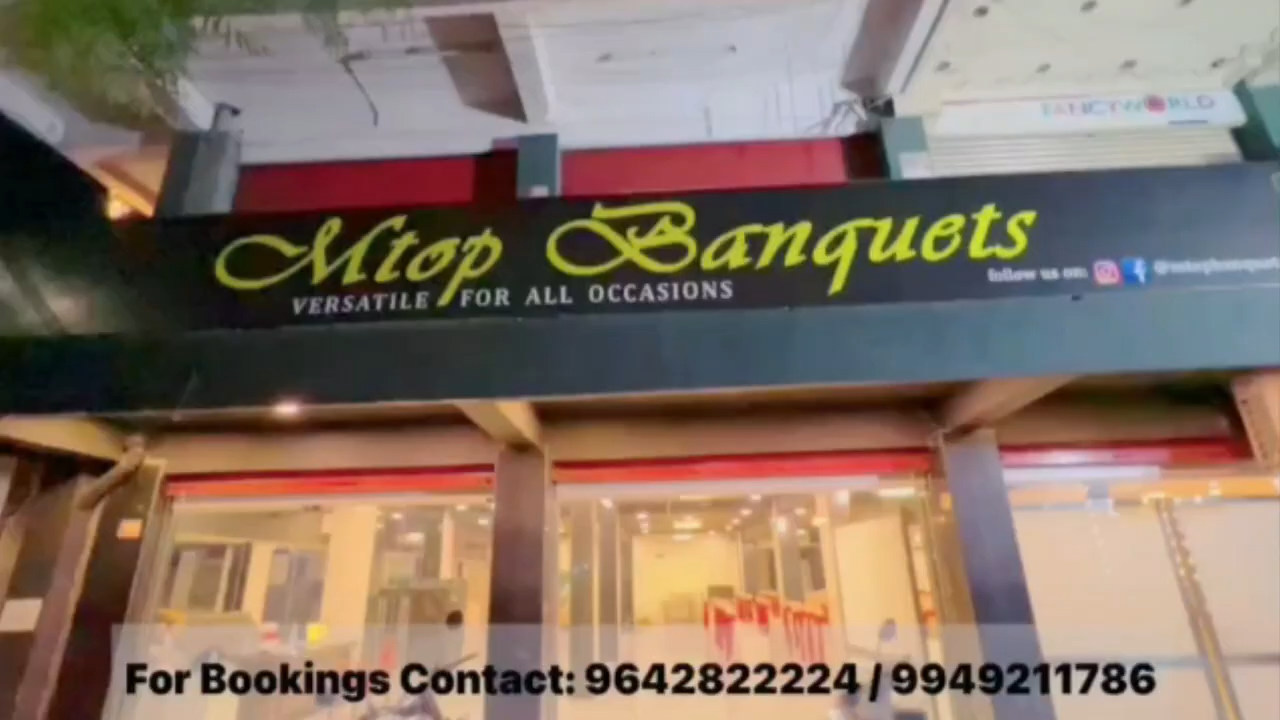 FANCYWORLD
Mtop Banquets
VERSATILE FOR ALL OCCASIONS
follow us on:
For Bookings Contact: 9642822224 / 9949211786